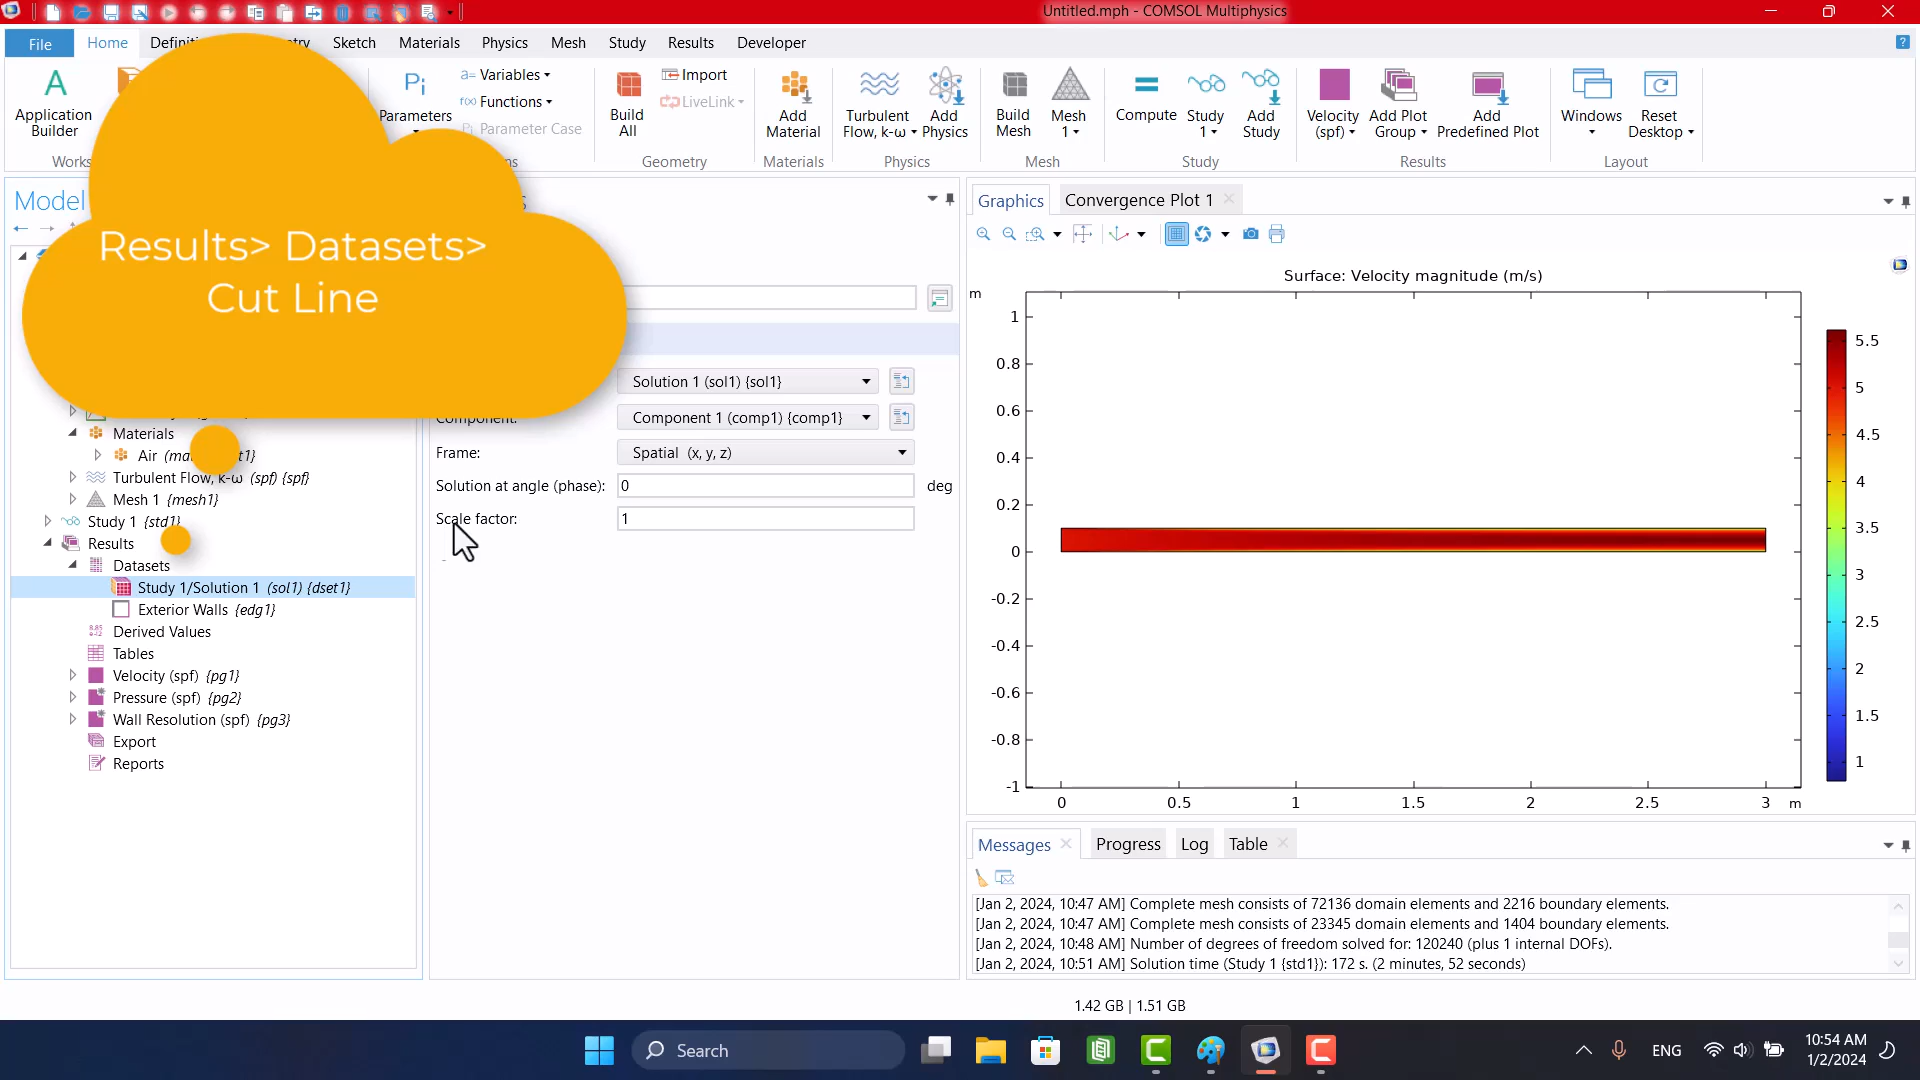 Untitled.mph - COMSOL Multiphysics
File
Home
Sketch
Materials
Physics
Mesh
Study
Results
Developer
A
Application
Builder
Pi
Parameters
a= Variables
f(x) Functions
Pi Parameter Case
Build
All
Import
LiveLink
Geometry
Add
Material
Materials
Turbulent
Flow, k-ω
Add
Physics
Physics
Build
Mesh
Mesh
1
Mesh
Compute
Study
1
Add
Study
Study
Velocity
(spf)
Add Plot
Group
Add
Predefined Plot
Results
Windows
Reset
Desktop
Layout
Model
Results> Datasets>
Cut Line
Materials
Air
Turbulent Flow, k-ω (spf) {spf}
Mesh 1 {mesh1}
Study 1 {std1}
Results
Datasets
Study 1/Solution 1 (sol1) {dset1}
Exterior Walls {edg1}
Derived Values
Tables
Velocity (spf) {pg1}
Pressure (spf) {pg2}
Wall Resolution (spf) {pg3}
Export
Reports
Solution 1 (sol1) {sol1}
Component:
Component 1 (comp1) {comp1}
Frame:
Spatial (x, y, z)
Solution at angle (phase):
0
deg
Scale factor:
1
Graphics
Convergence Plot 1
Surface: Velocity magnitude (m/s)
m
1
0.8
0.6
0.4
0.2
0
-0.2
-0.4
-0.6
-0.8
-1
0
0.5
1
1.5
2
2.5
3
m
5.5
5
4.5
4
3.5
3
2.5
2
1.5
1
Messages
Progress
Log
Table
[Jan 2, 2024, 10:47 AM] Complete mesh consists of 72136 domain elements and 2216 boundary elements.
[Jan 2, 2024, 10:47 AM] Complete mesh consists of 23345 domain elements and 1404 boundary elements.
[Jan 2, 2024, 10:48 AM] Number of degrees of freedom solved for: 120240 (plus 1 internal DOFs).
[Jan 2, 2024, 10:51 AM] Solution time (Study 1 {std1}): 172 s. (2 minutes, 52 seconds)
1.42 GB | 1.51 GB
Search
ENG
10:54 AM
1/2/2024